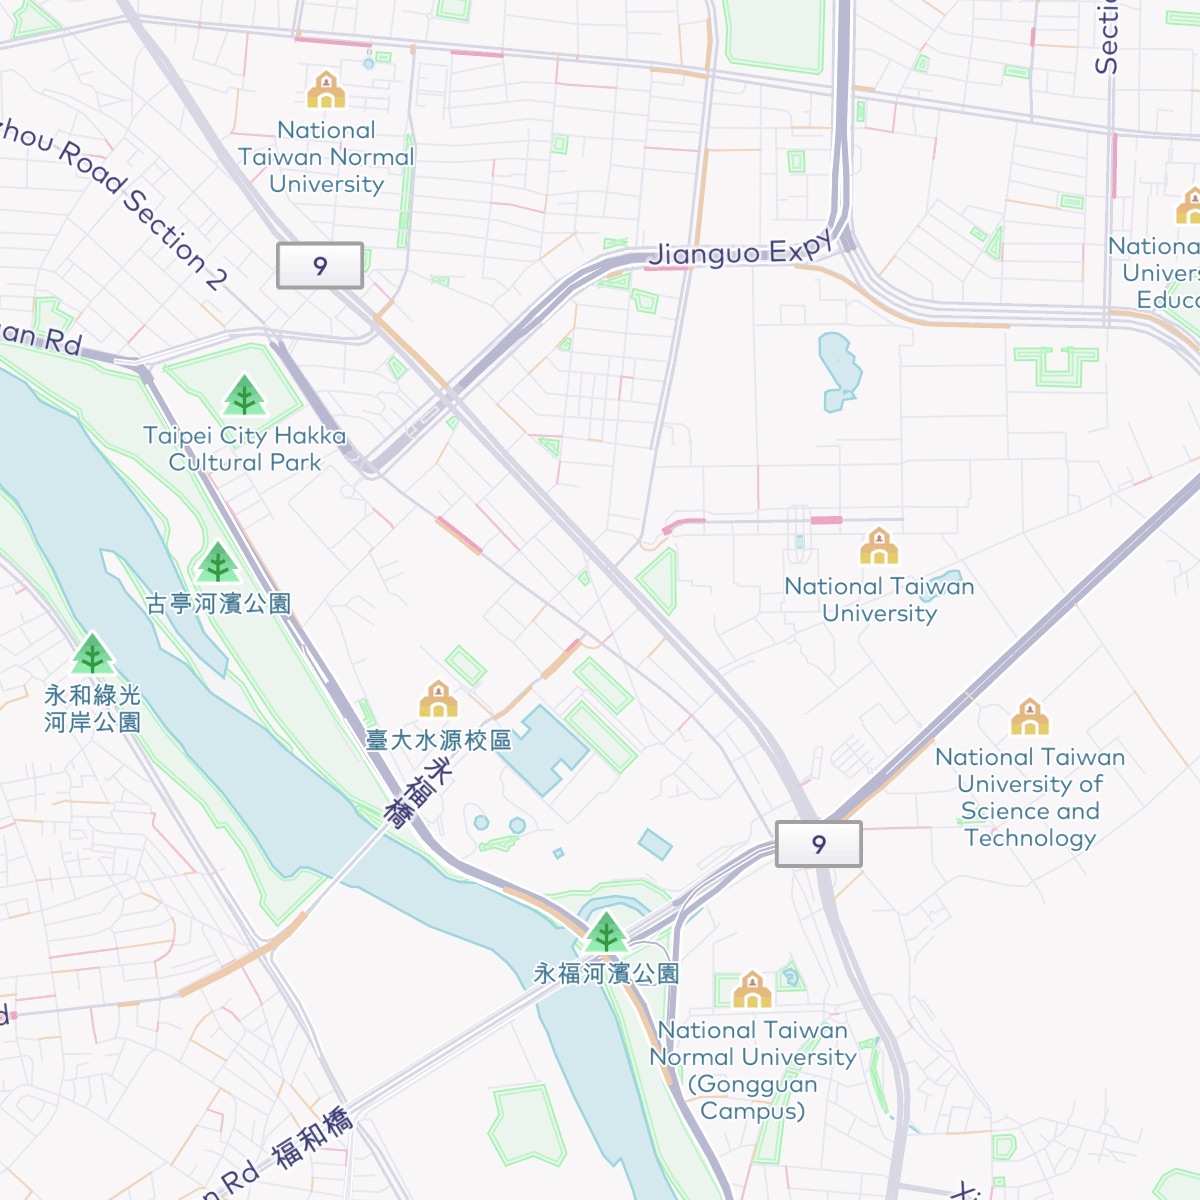 Sectio
National
Taiwan Normal
University
zhou Road Section 2
9
Jianguo Expy
Nationa
Univers
Educa
an Rd
Taipei City Hakka
Cultural Park
National Taiwan
University
古亭河濱公園
永和綠光
河岸公園
臺大水源校區
永福橋
National Taiwan
University of
Science and
Technology
9
永福河濱公園
National Taiwan
Normal University
(Gongguan
Campus)
d
福和橋
n Rd
Xi